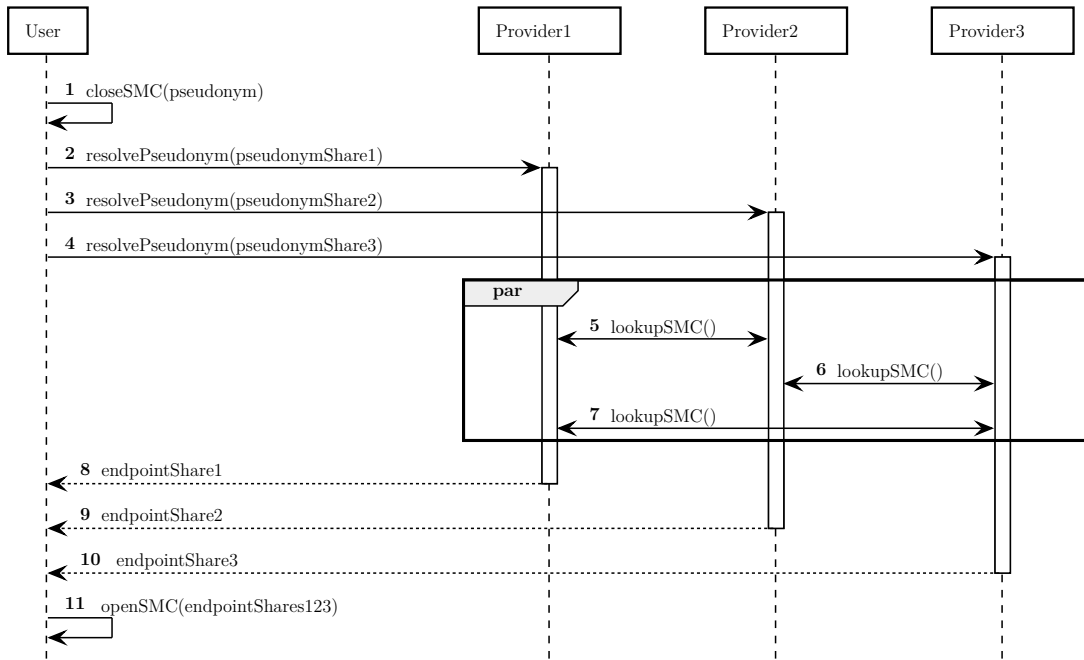 User
Provider1
Provider2
Provider3
1 closeSMC(pseudonym)
2 resolvePseudonym(pseudonymShare1)
3 resolvePseudonym(pseudonymShare2)
4 resolvePseudonym(pseudonymShare3)
par
5 lookupSMC()
6 lookupSMC()
7 lookupSMC()
8 endpointShare1
9 endpointShare2
10 endpointShare3
11 openSMC(endpointShares123)